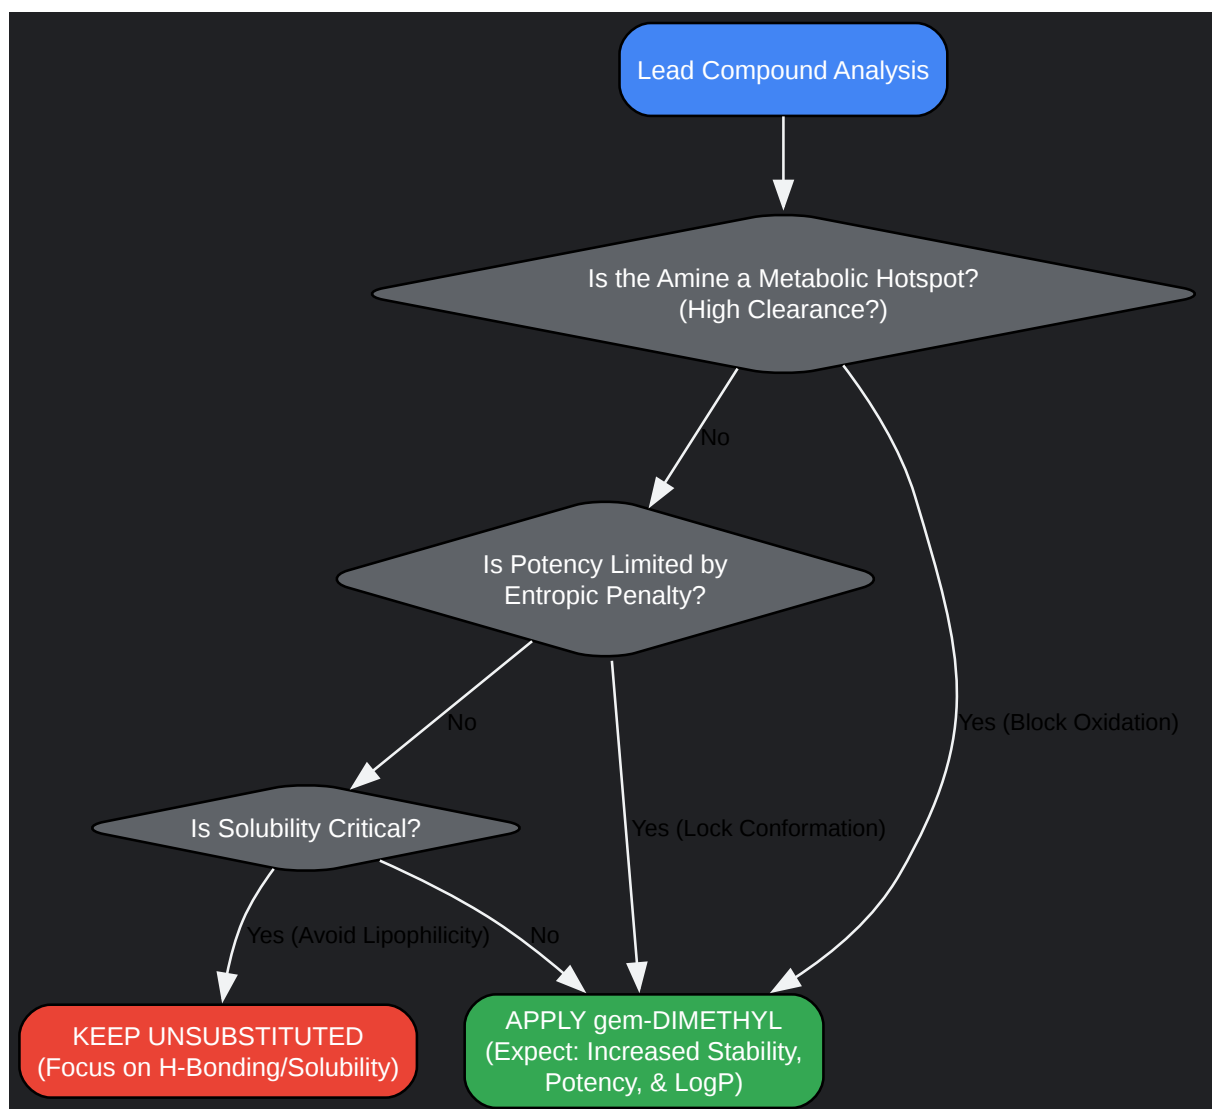 Lead Compound Analysis
Is the Amine a Metabolic Hotspot?
(High Clearance?)
No
Is Potency Limited by
Entropic Penalty?
No
Yes (Block Oxidation)
Is Solubility Critical?
Yes (Lock Conformation)
Yes (Avoid Lipophilicity)
No
KEEP UNSUBSTITUTED
(Focus on H-Bonding/Solubility)
APPLY gem-DIMETHYL
(Expect: Increased Stability,
Potency, & LogP)